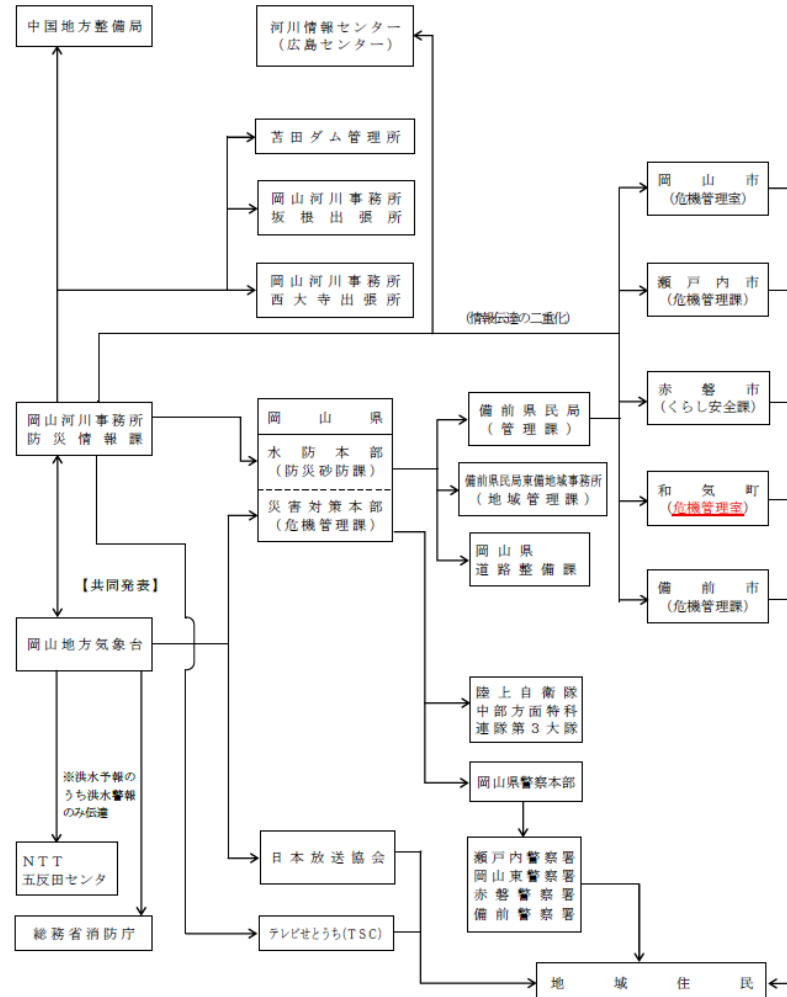 中国地方整備局
河川情報センター
（広島センター）
苫田ダム管理所
岡山河川事務所
坂根出張所
岡山市
(危機管理室)
岡山河川事務所
西大寺出張所
瀬戸内市
(危機管理課)
(情報伝達の二重化)
岡山河川事務所
防災情報課
岡山県
水防本部
（防災砂防課）
災害対策本部
（危機管理課）
備前県民局
（管理課）
赤磐市
(くらし安全課)
備前県民局東備地域事務所
（地域管理課）
和気町
(危機管理室)
岡山県
道路整備課
備前市
(危機管理課)
【共同発表】
岡山地方気象台
陸上自衛隊
中部方面特科
連隊第３大隊
※洪水予報の
うち洪水警報
のみ伝達
岡山県警察本部
NTT
五反田センタ
日本放送協会
瀬戸内警察署
岡山東警察署
赤磐警察署
備前警察署
総務省消防庁
テレビせとうち(TSC)
地域住民